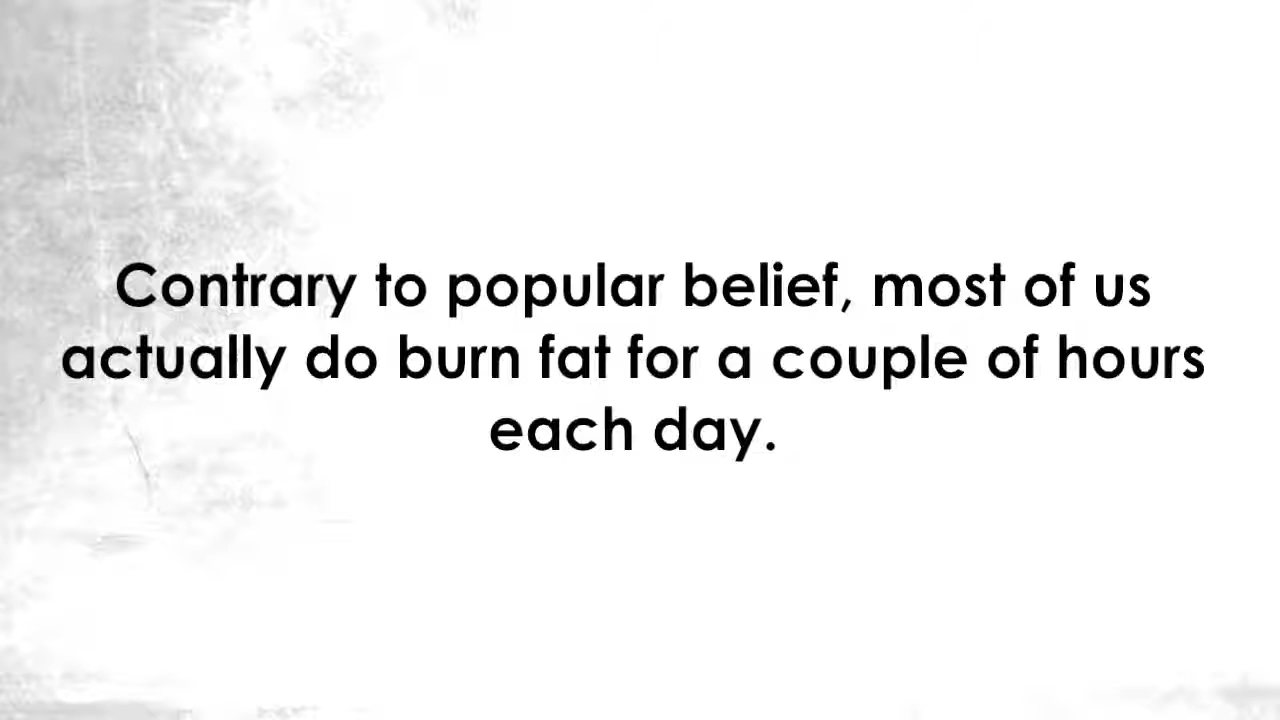 Contrary to popular belief, most of us
actually do burn fat for a couple of hours
each day.